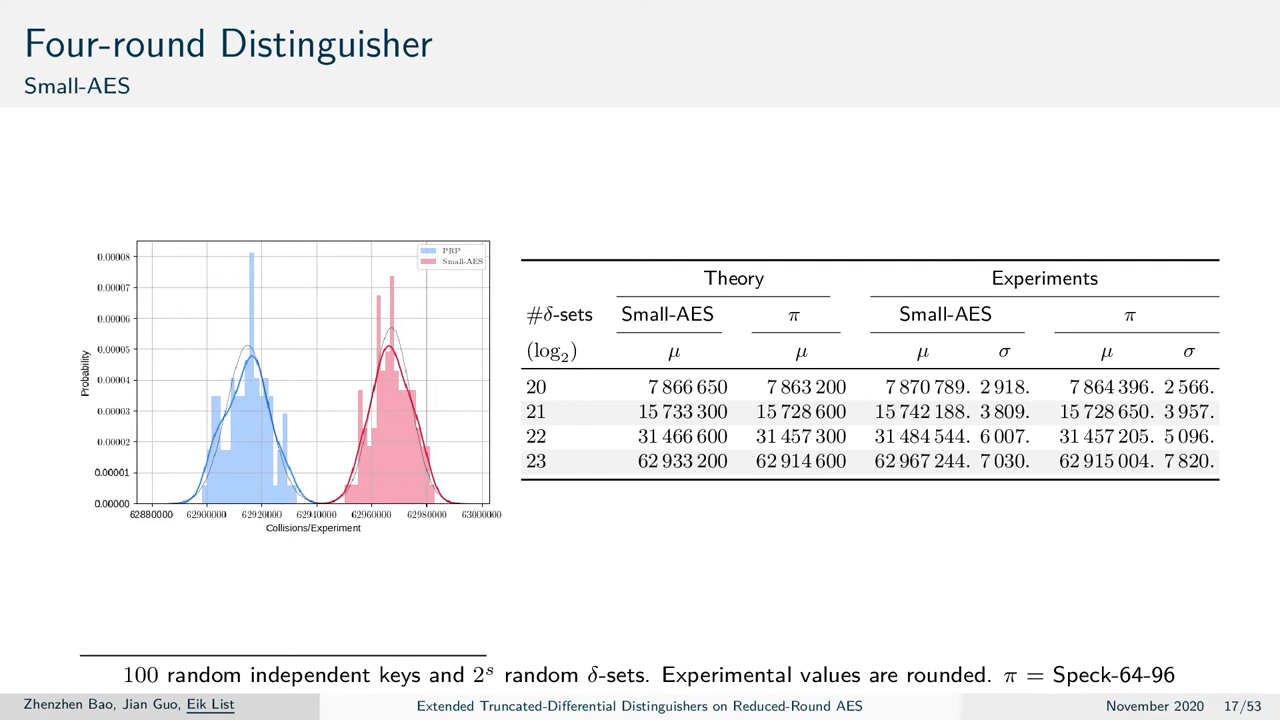 Four-round Distinguisher
Small-AES
PRP
Small-AES
Probability
0.00008
0.00007
0.00006
0.00005
0.00004
0.00003
0.00002
0.00001
0.00000
62880000 62900000 62920000 62940000 62960000 62980000 63000000
Collisions/Experiment
Theory Experiments
#δ-sets Small-AES π Small-AES π
(log₂) μ μ μ σ μ σ
20 7 866 650 7 863 200 7 870 789. 2 918. 7 864 396. 2 566.
21 15 733 300 15 728 600 15 742 188. 3 809. 15 728 650. 3 957.
22 31 466 600 31 457 300 31 484 544. 6 007. 31 457 205. 5 096.
23 62 933 200 62 914 600 62 967 244. 7 030. 62 915 004. 7 820.
100 random independent keys and 2ˢ random δ-sets. Experimental values are rounded. π = Speck-64-96
Zhenzhen Bao, Jian Guo, Eik List Extended Truncated-Differential Distinguishers on Reduced-Round AES November 2020 17/53